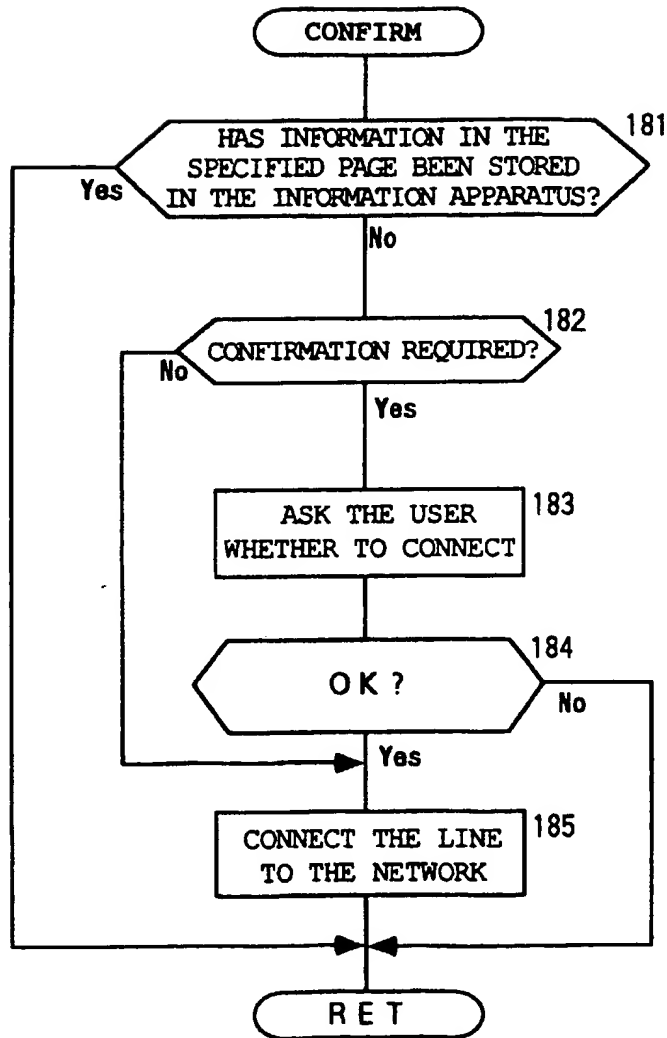 CONFIRM
181
HAS INFORMATION IN THE
SPECIFIED PAGE BEEN STORED
IN THE INFORMATION APPARATUS?
Yes
No
182
CONFIRMATION REQUIRED?
No
Yes
183
ASK THE USER
WHETHER TO CONNECT
184
OK?
No
Yes
185
CONNECT THE LINE
TO THE NETWORK
RET